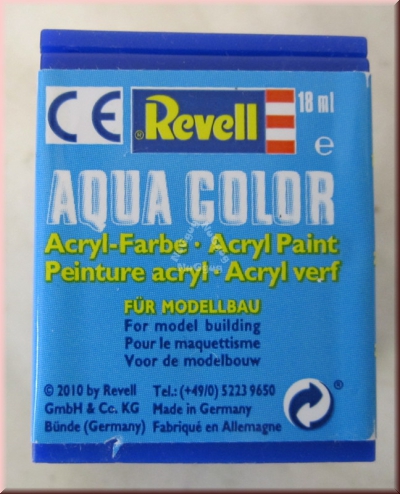 CE
Revell
18 ml
e
AQUA COLOR
Acryl-Farbe · Acryl Paint
Peinture acryl · Acryl verf
FÜR MODELLBAU
For model building
Pour le maquettisme
Voor de modelbouw
© 2010 by Revell Tel.: (+49/0) 5223 9650
GmbH & Cc. KG Made in Germany
Bünde (Germany) Fabriqué en Allemagne